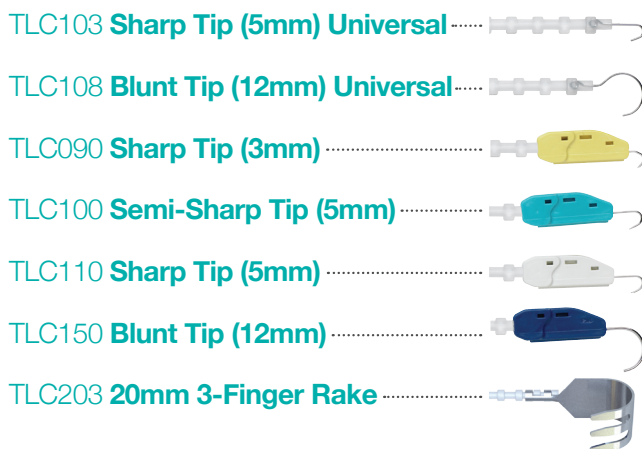 TLC103 Sharp Tip (5mm) Universal
TLC108 Blunt Tip (12mm) Universal
TLC090 Sharp Tip (3mm)
TLC100 Semi-Sharp Tip (5mm)
TLC110 Sharp Tip (5mm)
TLC150 Blunt Tip (12mm)
TLC203 20mm 3-Finger Rake